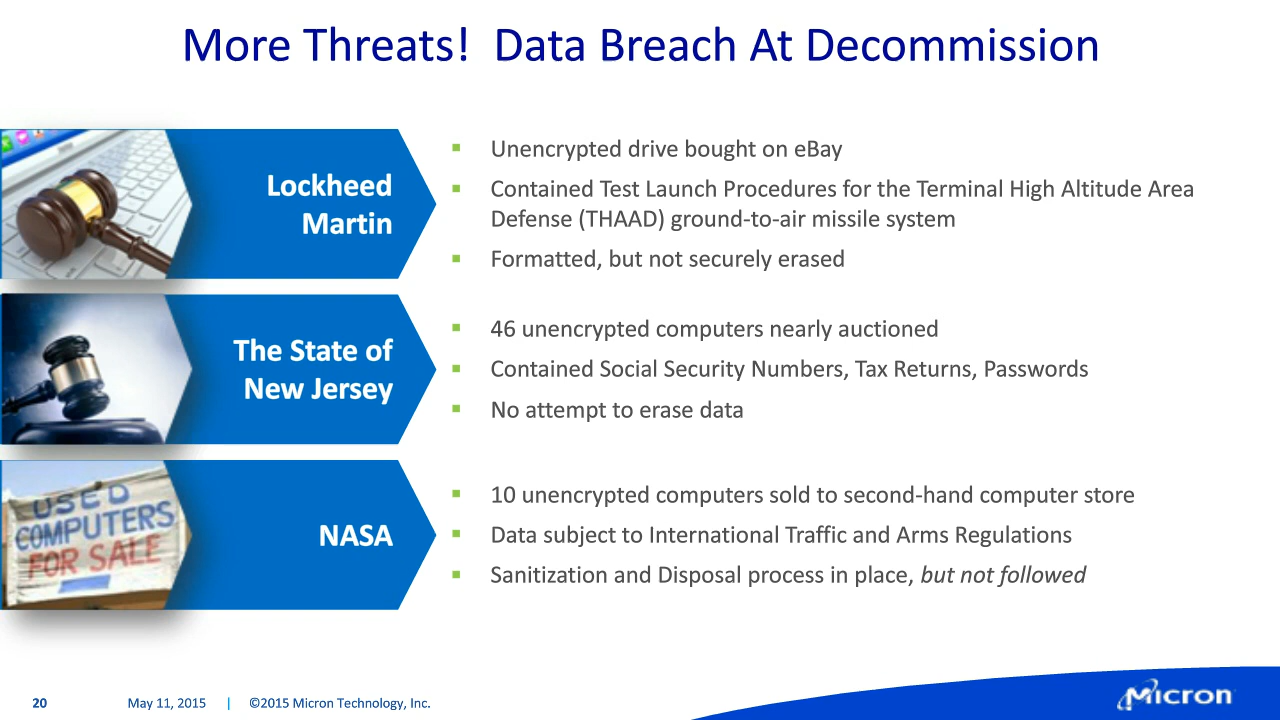 More Threats!  Data Breach At Decommission
Lockheed
Martin
▪ Unencrypted drive bought on eBay
▪ Contained Test Launch Procedures for the Terminal High Altitude Area
Defense (THAAD) ground-to-air missile system
▪ Formatted, but not securely erased
The State of
New Jersey
▪ 46 unencrypted computers nearly auctioned
▪ Contained Social Security Numbers, Tax Returns, Passwords
▪ No attempt to erase data
USED
COMPUTERS
FOR SALE
NASA
▪ 10 unencrypted computers sold to second-hand computer store
▪ Data subject to International Traffic and Arms Regulations
▪ Sanitization and Disposal process in place, but not followed
20 May 11, 2015 | ©2015 Micron Technology, Inc.
Micron